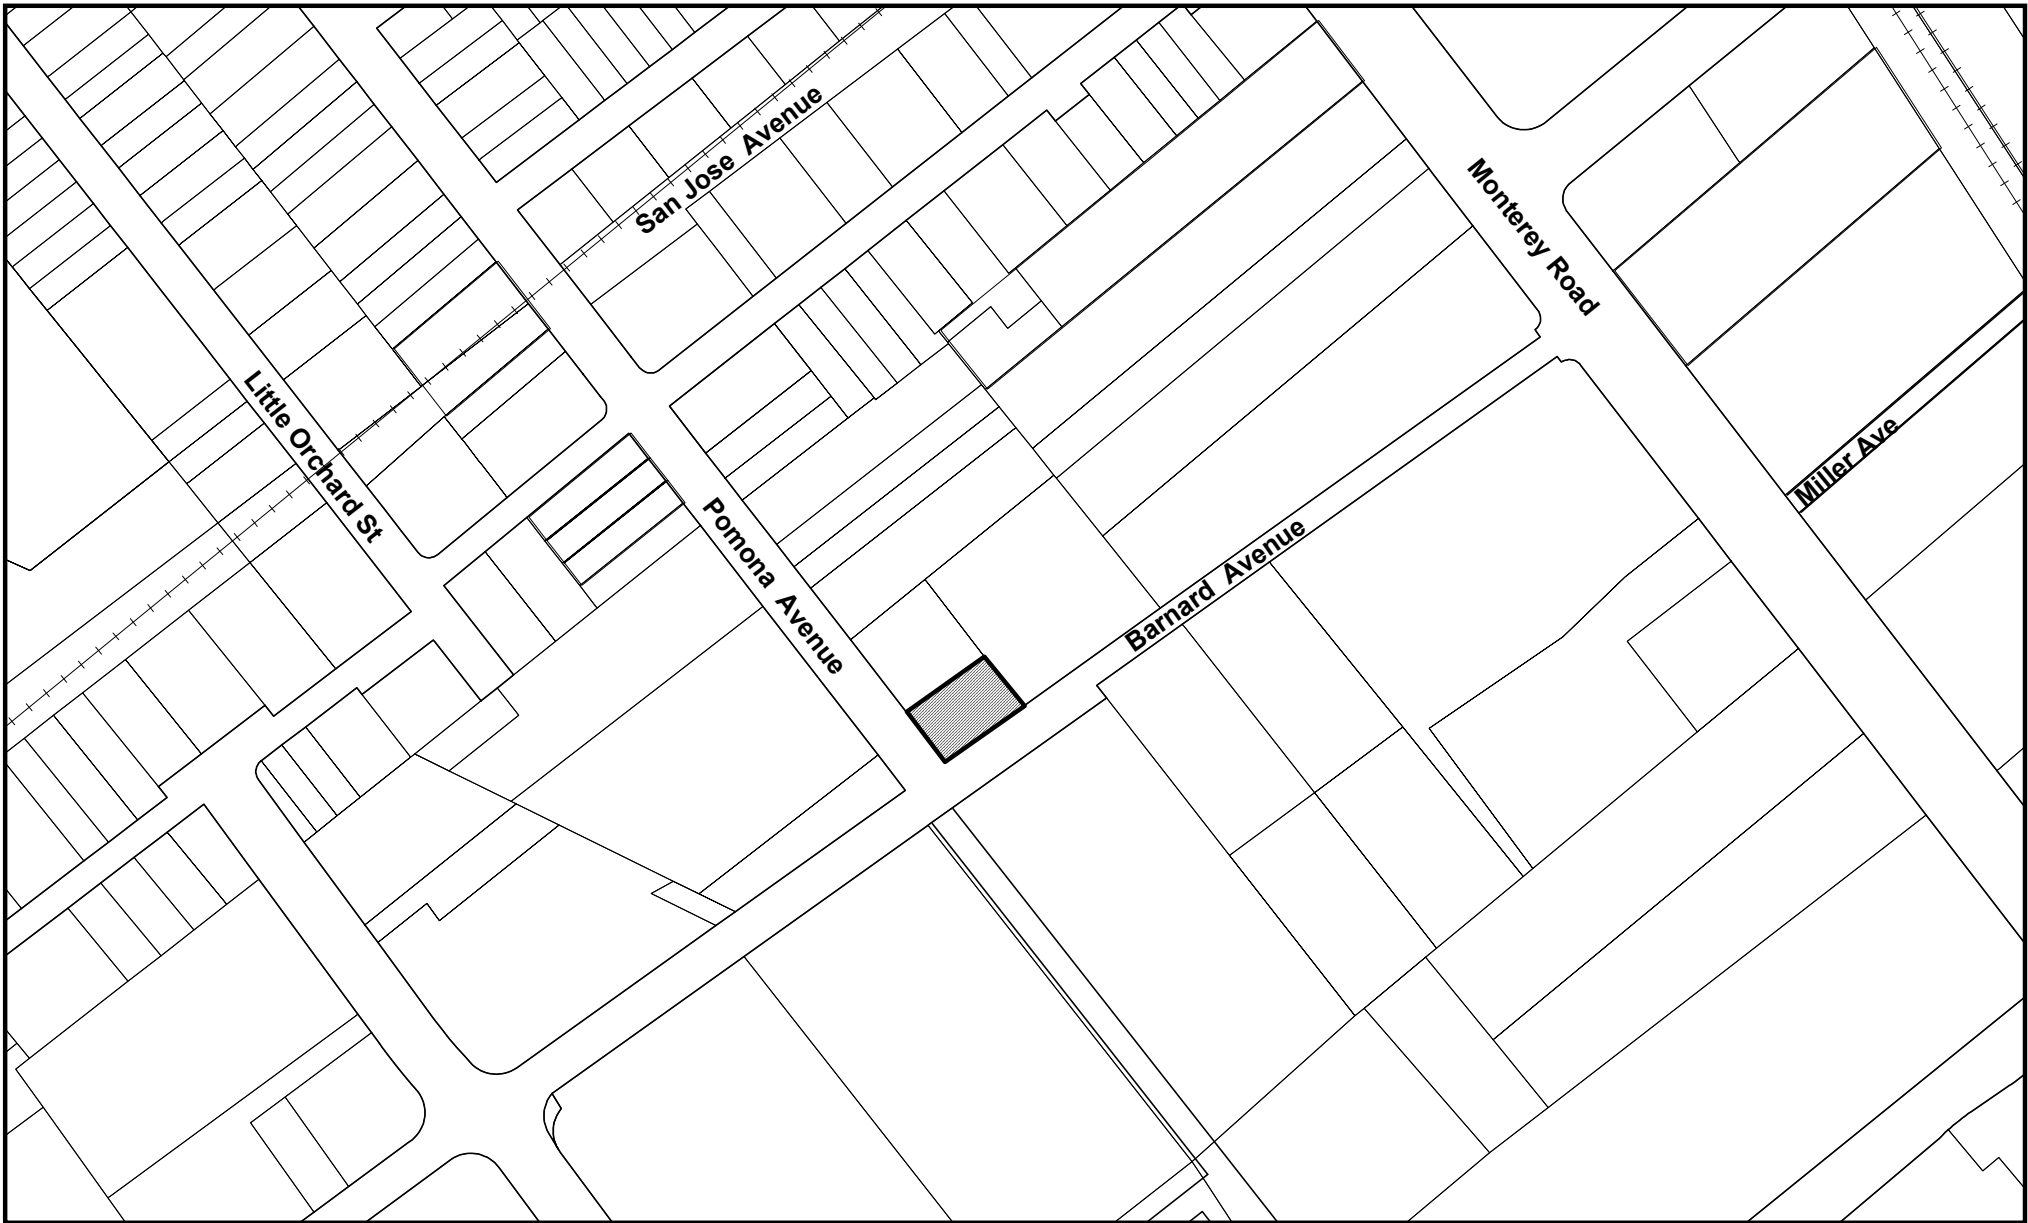 San Jose Avenue
Monterey Road
Little Orchard St
Miller Ave
Pomona Avenue
Barnard Avenue